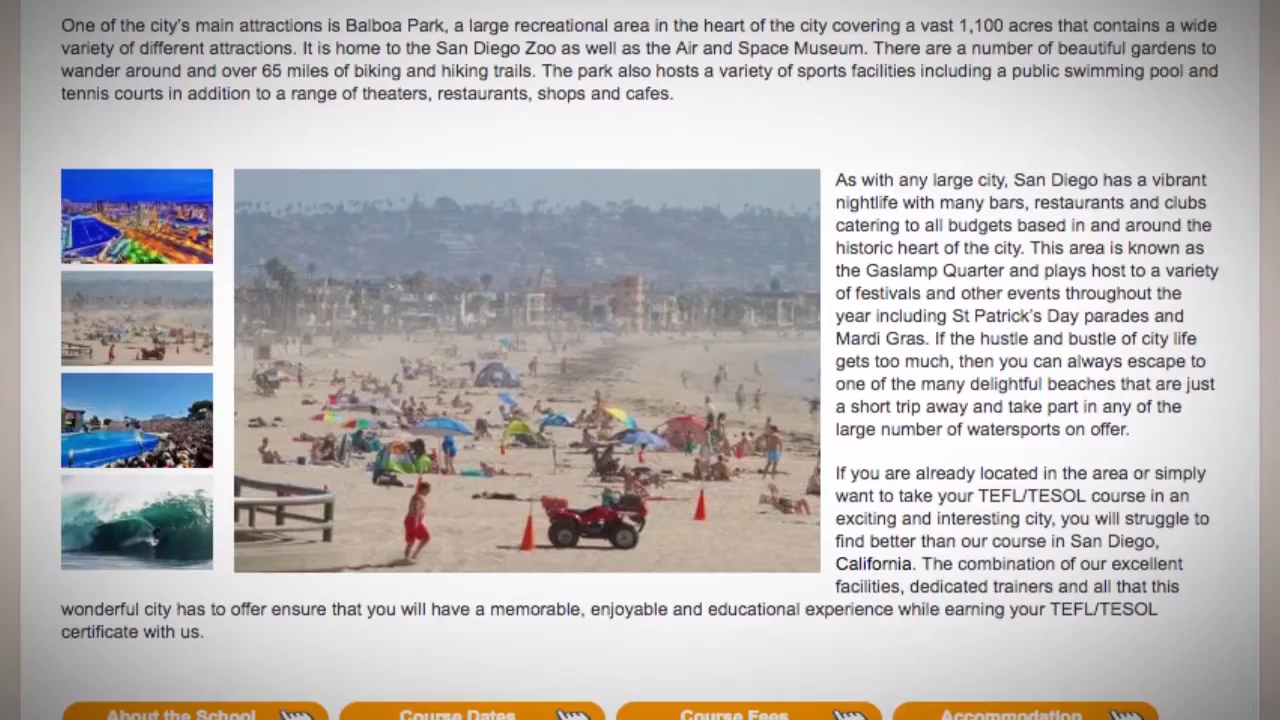 One of the city's main attractions is Balboa Park, a large recreational area in the heart of the city covering a vast 1,100 acres that contains a wide
variety of different attractions. It is home to the San Diego Zoo as well as the Air and Space Museum. There are a number of beautiful gardens to
wander around and over 65 miles of biking and hiking trails. The park also hosts a variety of sports facilities including a public swimming pool and
tennis courts in addition to a range of theaters, restaurants, shops and cafes.
As with any large city, San Diego has a vibrant
nightlife with many bars, restaurants and clubs
catering to all budgets based in and around the
historic heart of the city. This area is known as
the Gaslamp Quarter and plays host to a variety
of festivals and other events throughout the
year including St Patrick's Day parades and
Mardi Gras. If the hustle and bustle of city life
gets too much, then you can always escape to
one of the many delightful beaches that are just
a short trip away and take part in any of the
large number of watersports on offer.
If you are already located in the area or simply
want to take your TEFL/TESOL course in an
exciting and interesting city, you will struggle to
find better than our course in San Diego,
California. The combination of our excellent
facilities, dedicated trainers and all that this
wonderful city has to offer ensure that you will have a memorable, enjoyable and educational experience while earning your TEFL/TESOL
certificate with us.
About the School
Course Dates
Course Fees
Accommodation